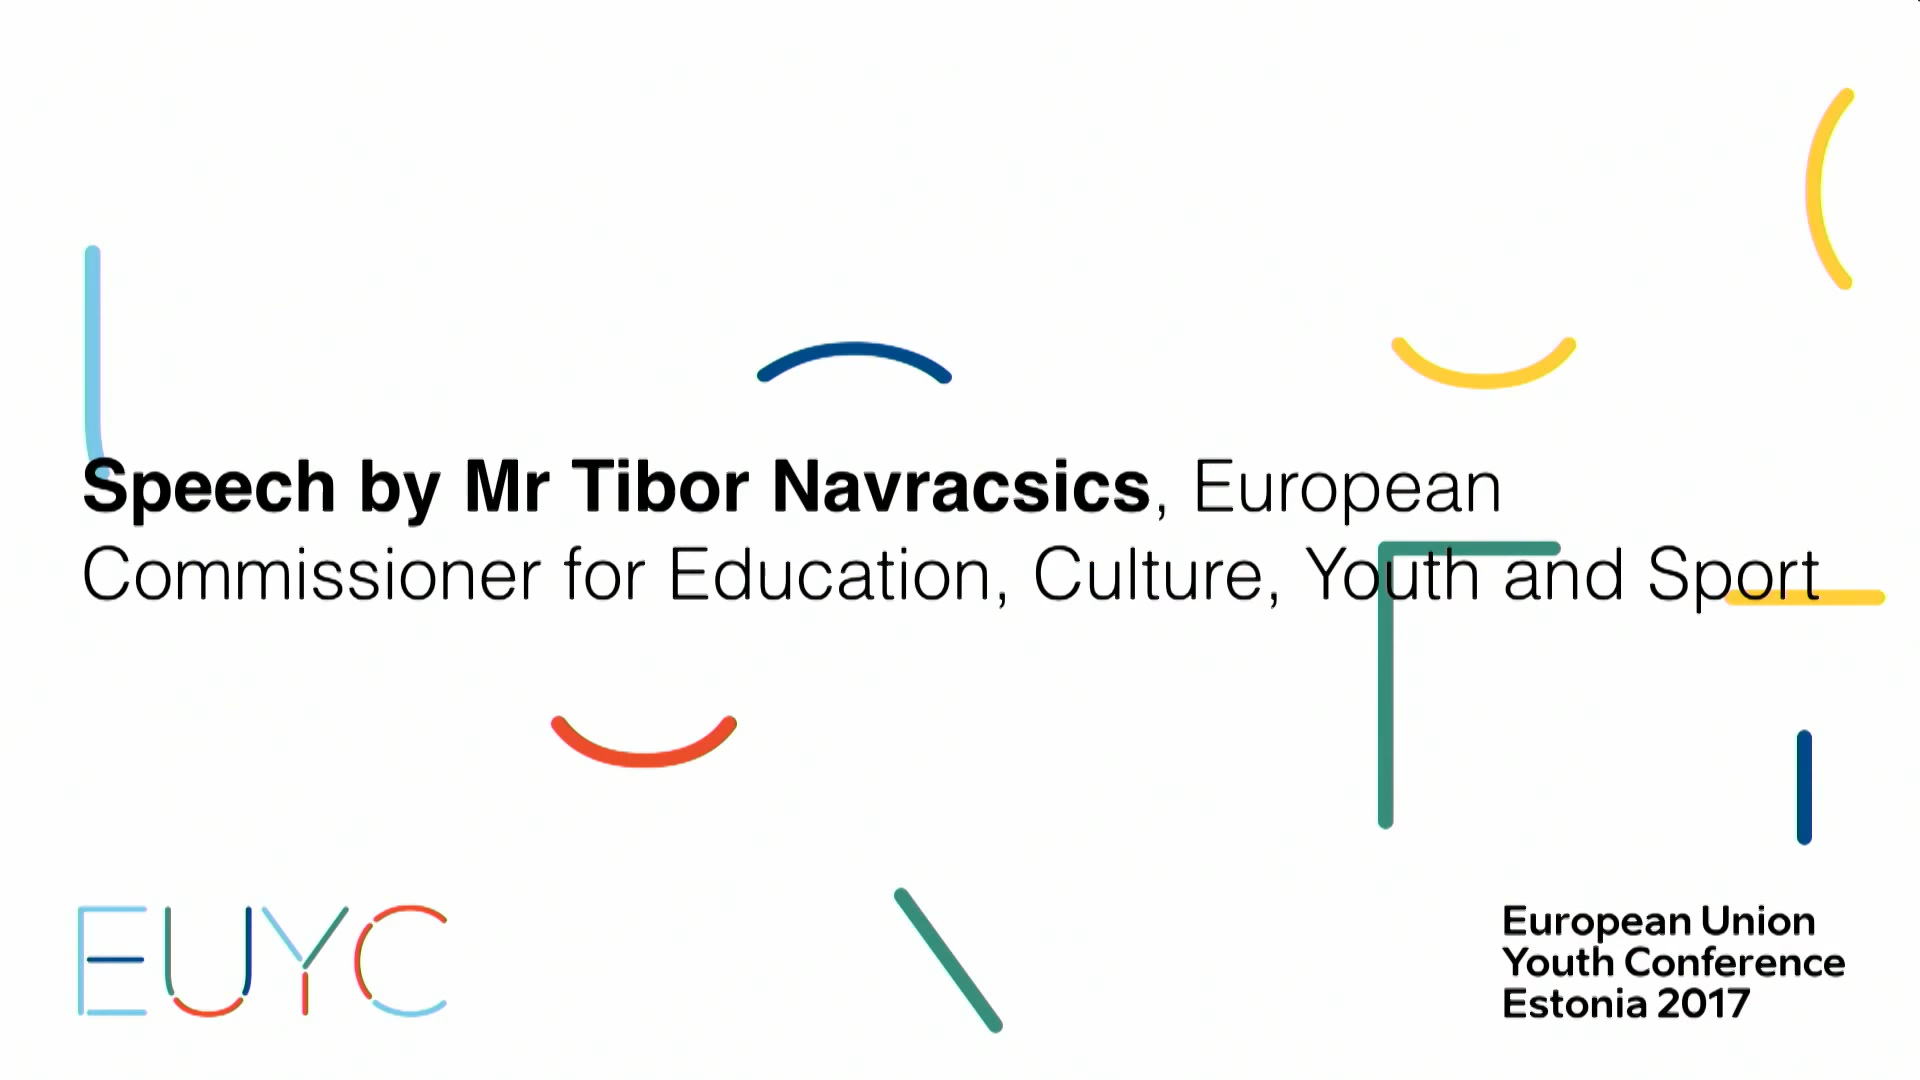 Speech by Mr Tibor Navracsics, European
Commissioner for Education, Culture, Youth and Sport
EUYC
European Union
Youth Conference
Estonia 2017